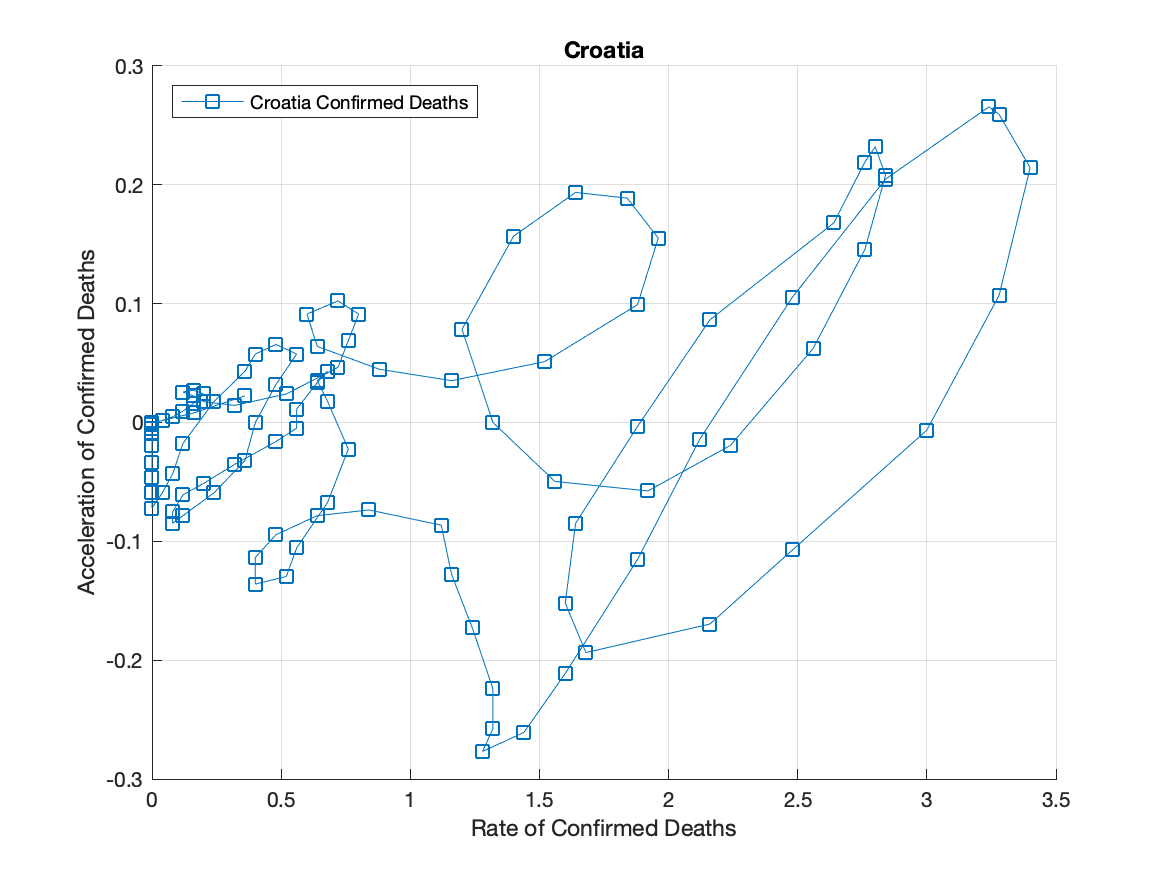 Croatia
Croatia Confirmed Deaths
0.3
0.2
0.1
0
-0.1
-0.2
-0.3
Acceleration of Confirmed Deaths
0 0.5 1 1.5 2 2.5 3 3.5
Rate of Confirmed Deaths